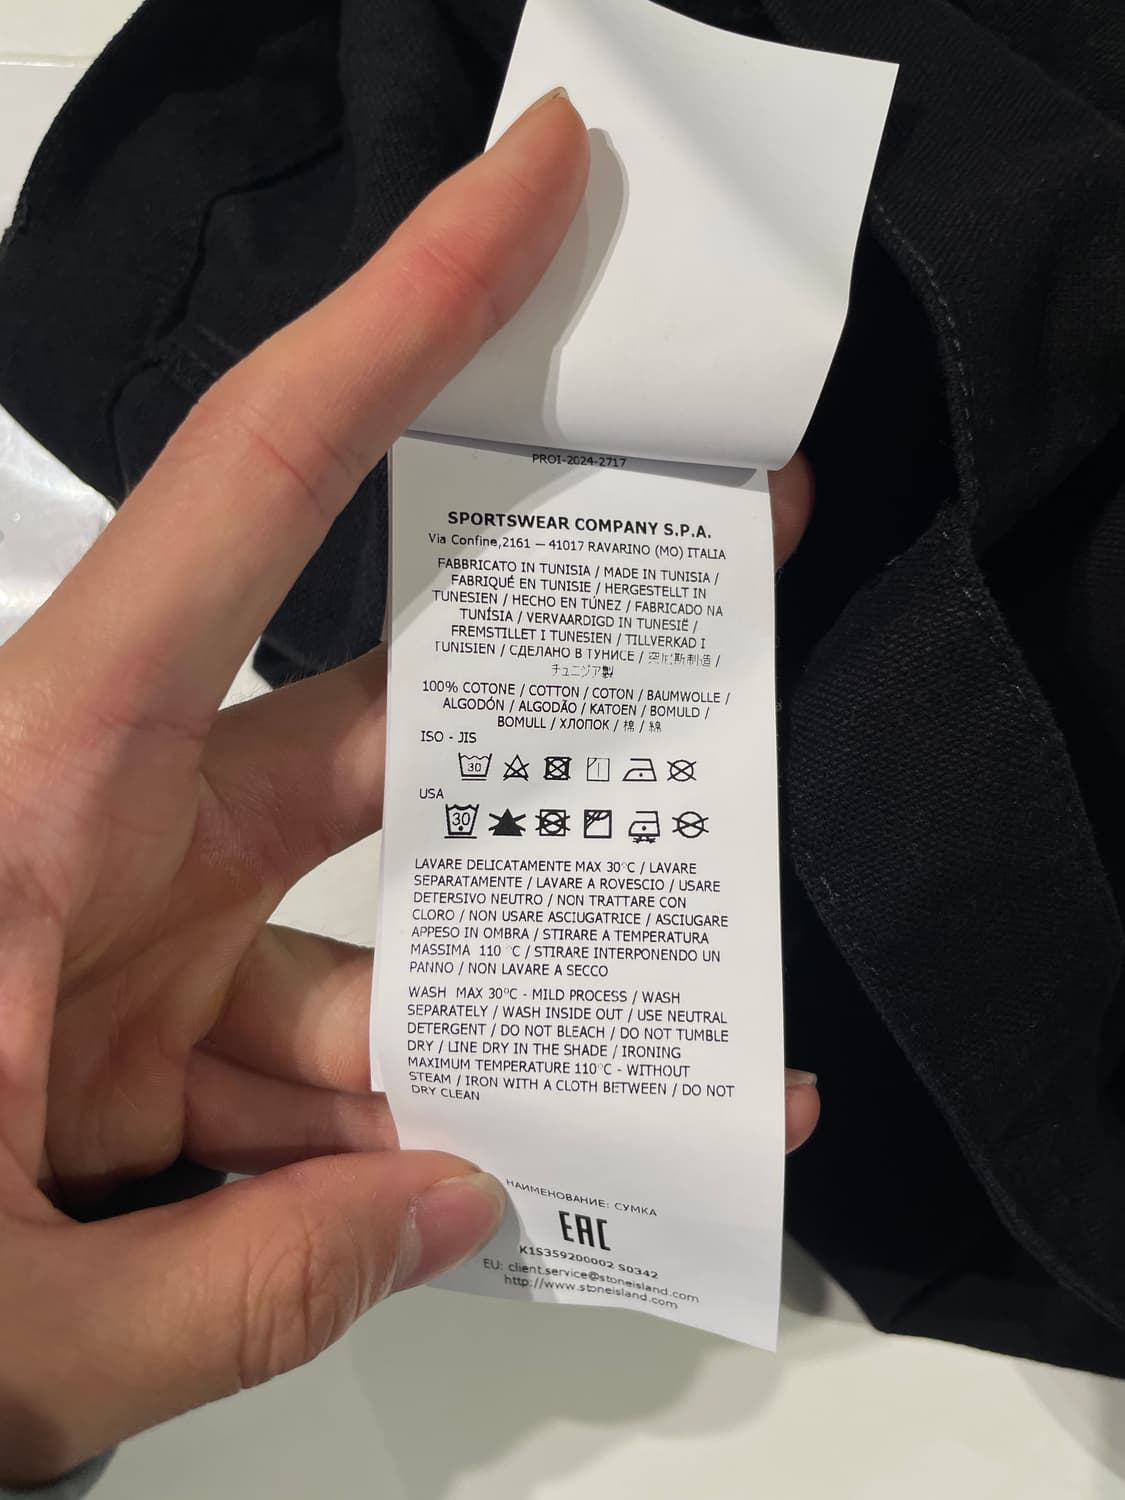 PROI-2024-2717
SPORTSWEAR COMPANY S.P.A.
Via Confine,2161 — 41017 RAVARINO (MO) ITALIA
FABBRICATO IN TUNISIA / MADE IN TUNISIA /
FABRIQUÉ EN TUNISIE / HERGESTELLT IN
TUNESIEN / HECHO EN TÚNEZ / FABRICADO NA
TUNÍSIA / VERVAARDIGD IN TUNESIË /
FREMSTILLET I TUNESIEN / TILLVERKAD I
TUNISIEN / СДЕЛАНО В ТУНИСЕ / 突尼斯制造 /
チュニジア製
100% COTONE / COTTON / COTON / BAUMWOLLE /
ALGODÓN / ALGODÃO / KATOEN / BOMULD /
BOMULL / ХЛОПОК / 棉 / 綿
ISO - JIS
30
USA
30
LAVARE DELICATAMENTE MAX 30°C / LAVARE
SEPARATAMENTE / LAVARE A ROVESCIO / USARE
DETERSIVO NEUTRO / NON TRATTARE CON
CLORO / NON USARE ASCIUGATRICE / ASCIUGARE
APPESO IN OMBRA / STIRARE A TEMPERATURA
MASSIMA 110 °C / STIRARE INTERPONENDO UN
PANNO / NON LAVARE A SECCO
WASH MAX 30°C - MILD PROCESS / WASH
SEPARATELY / WASH INSIDE OUT / USE NEUTRAL
DETERGENT / DO NOT BLEACH / DO NOT TUMBLE
DRY / LINE DRY IN THE SHADE / IRONING
MAXIMUM TEMPERATURE 110°C - WITHOUT
STEAM / IRON WITH A CLOTH BETWEEN / DO NOT
DRY CLEAN
НАИМЕНОВАНИЕ: СУМКА
EAC
K1S359200002 S0342
EU: client.service@stoneisland.com
http://www.stoneisland.com